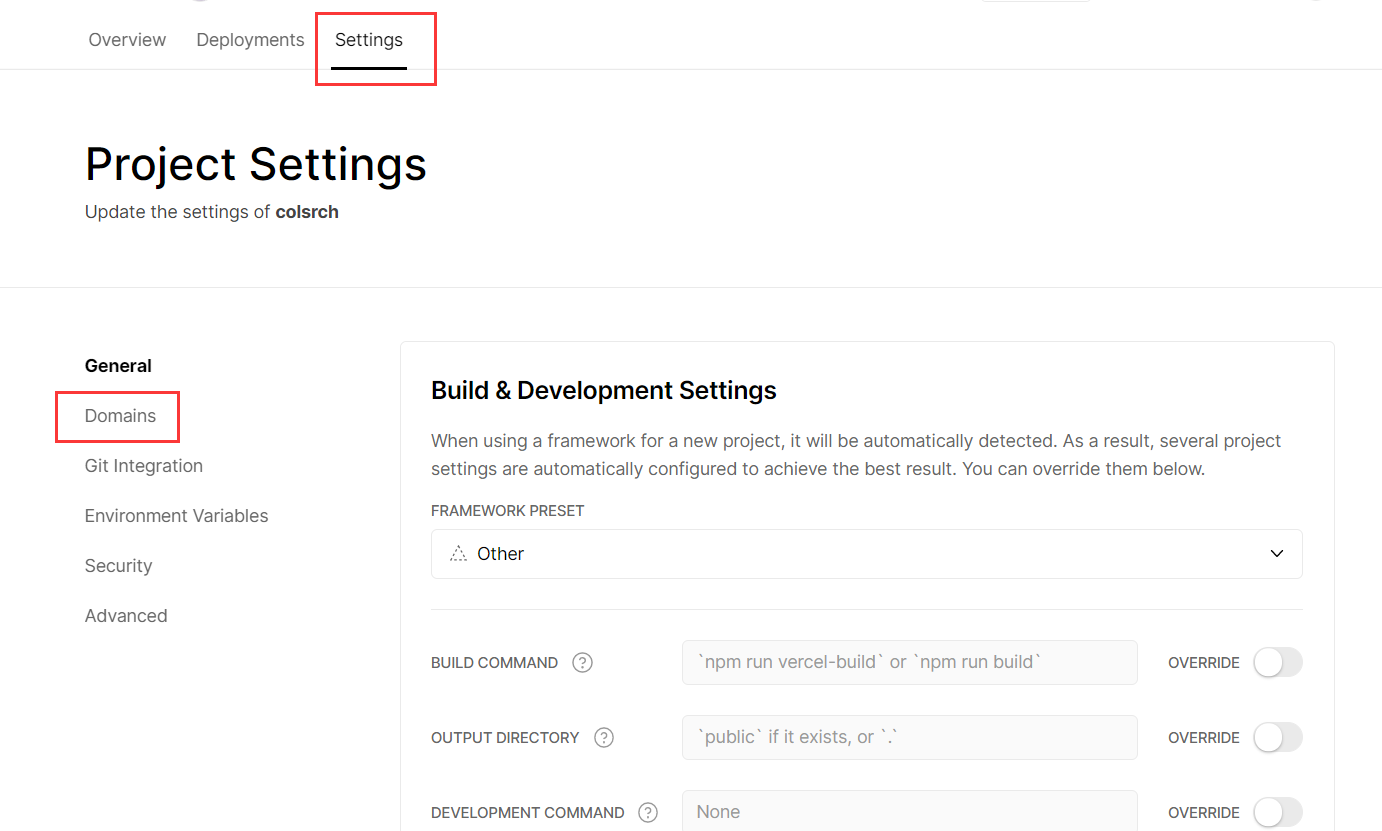 Overview Deployments Settings
Project Settings
Update the settings of colsrch
General
Domains
Git Integration
Environment Variables
Security
Advanced
Build & Development Settings
When using a framework for a new project, it will be automatically detected. As a result, several project
settings are automatically configured to achieve the best result. You can override them below.
FRAMEWORK PRESET
Other
BUILD COMMAND ? `npm run vercel-build` or `npm run build` OVERRIDE
OUTPUT DIRECTORY ? `public` if it exists, or `.` OVERRIDE
DEVELOPMENT COMMAND ? None OVERRIDE